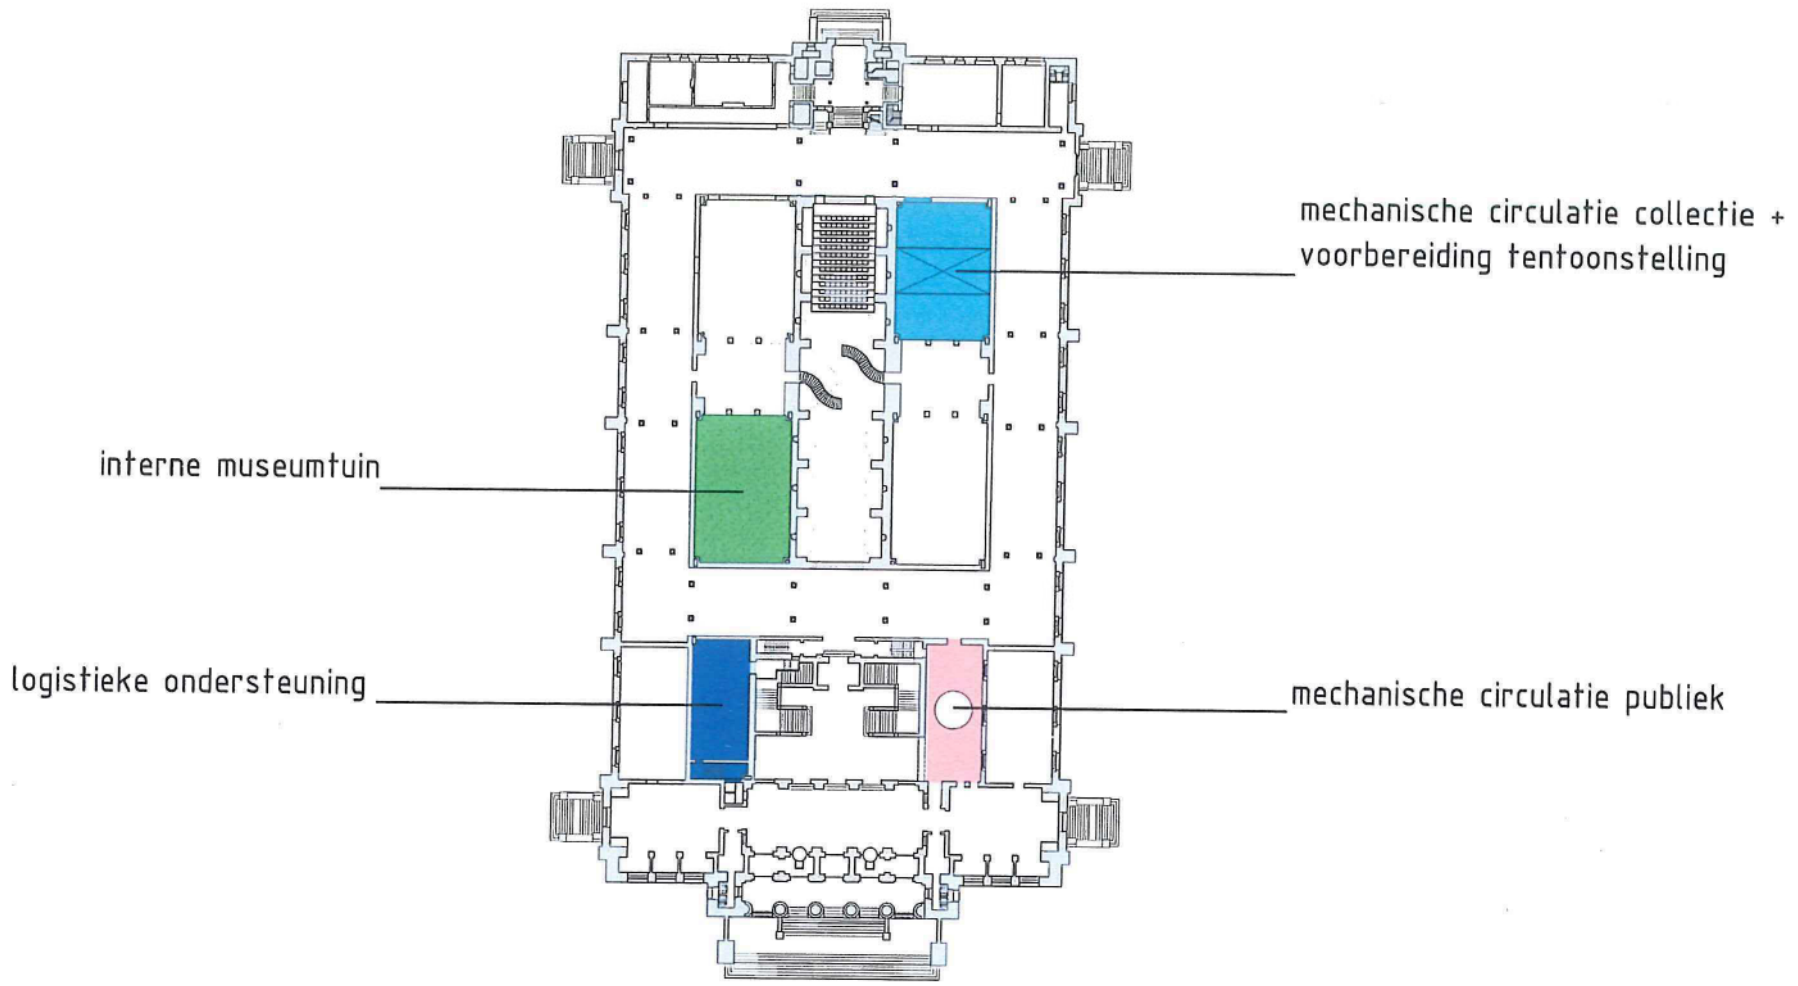 mechanische circulatie collectie +
voorbereiding tentoonstelling
interne museumtuin
logistieke ondersteuning
mechanische circulatie publiek